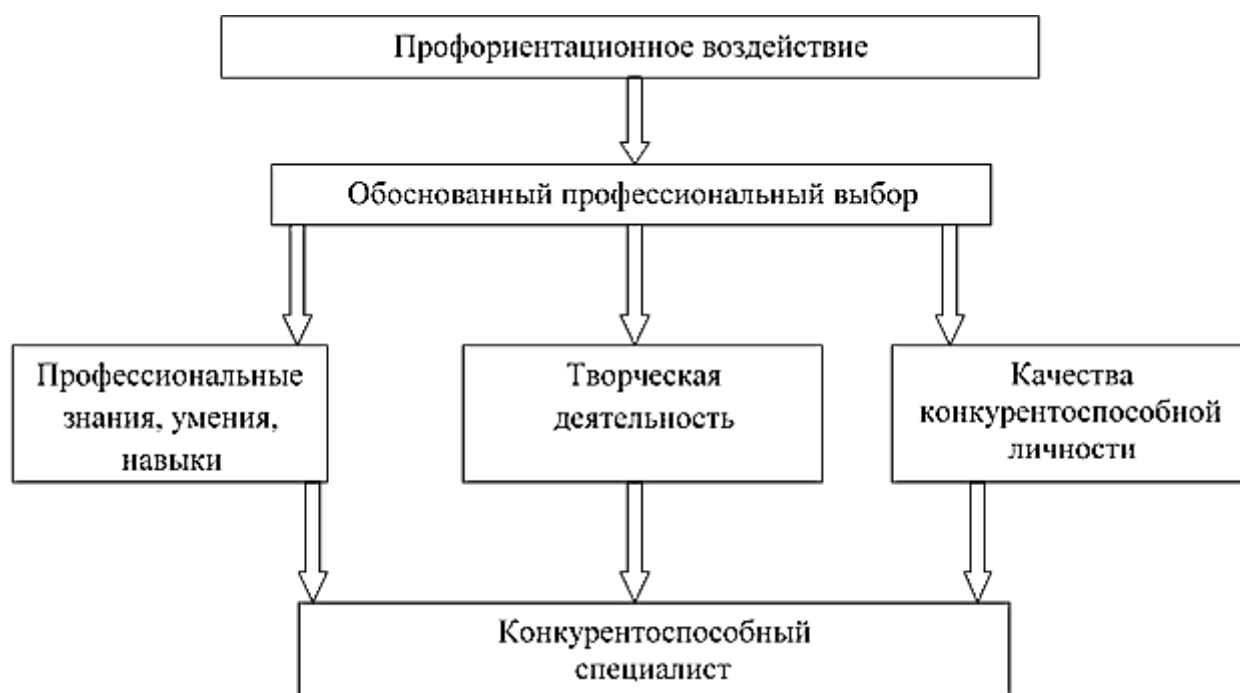 Профориентационное воздействие
Обоснованный профессиональный выбор
Профессиональные
знания, умения,
навыки
Творческая
деятельность
Качества
конкурентоспособной
личности
Конкурентоспособный
специалист